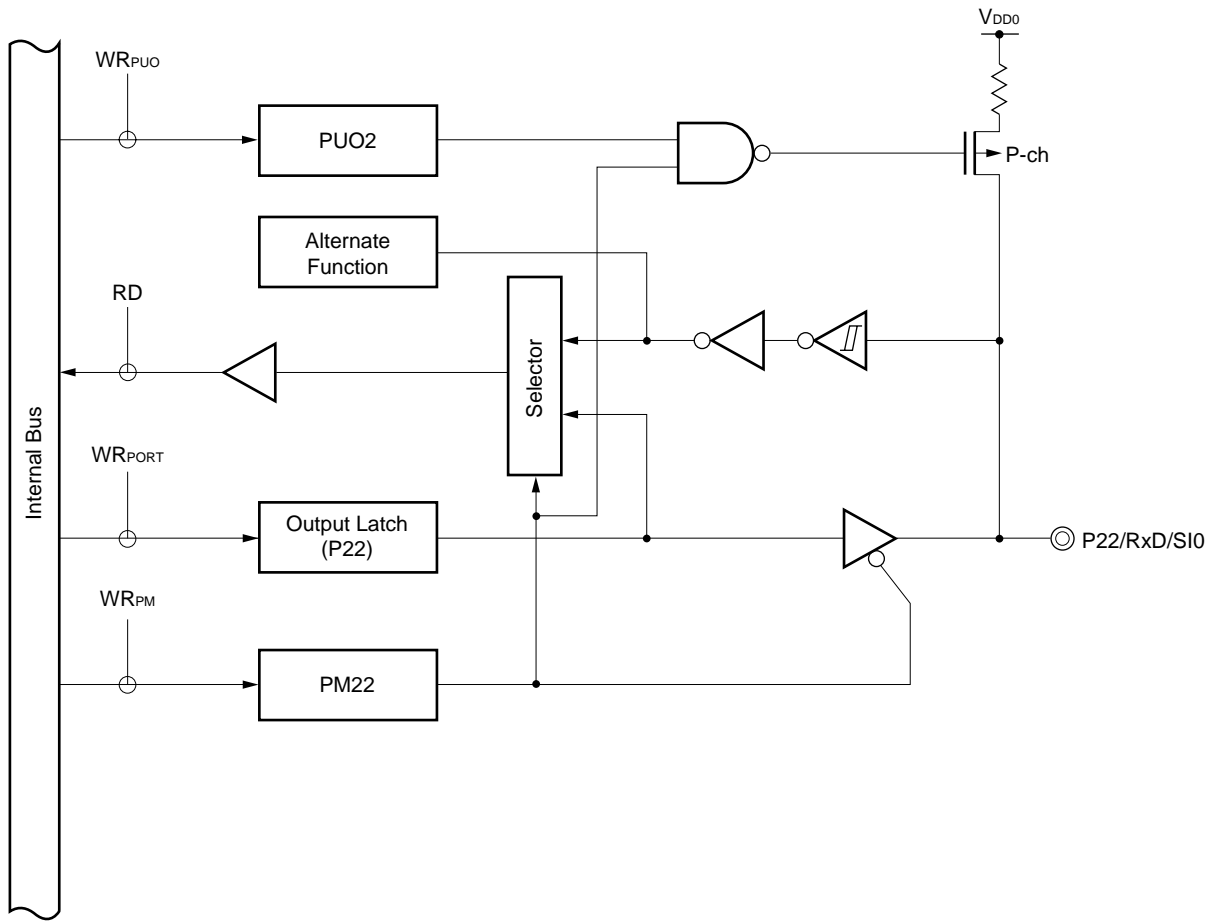 VDD0
WRPUO
PUO2
P-ch
Alternate
Function
RD
Selector
Internal Bus
WRPORT
Output Latch
(P22)
P22/RxD/SI0
WRPM
PM22